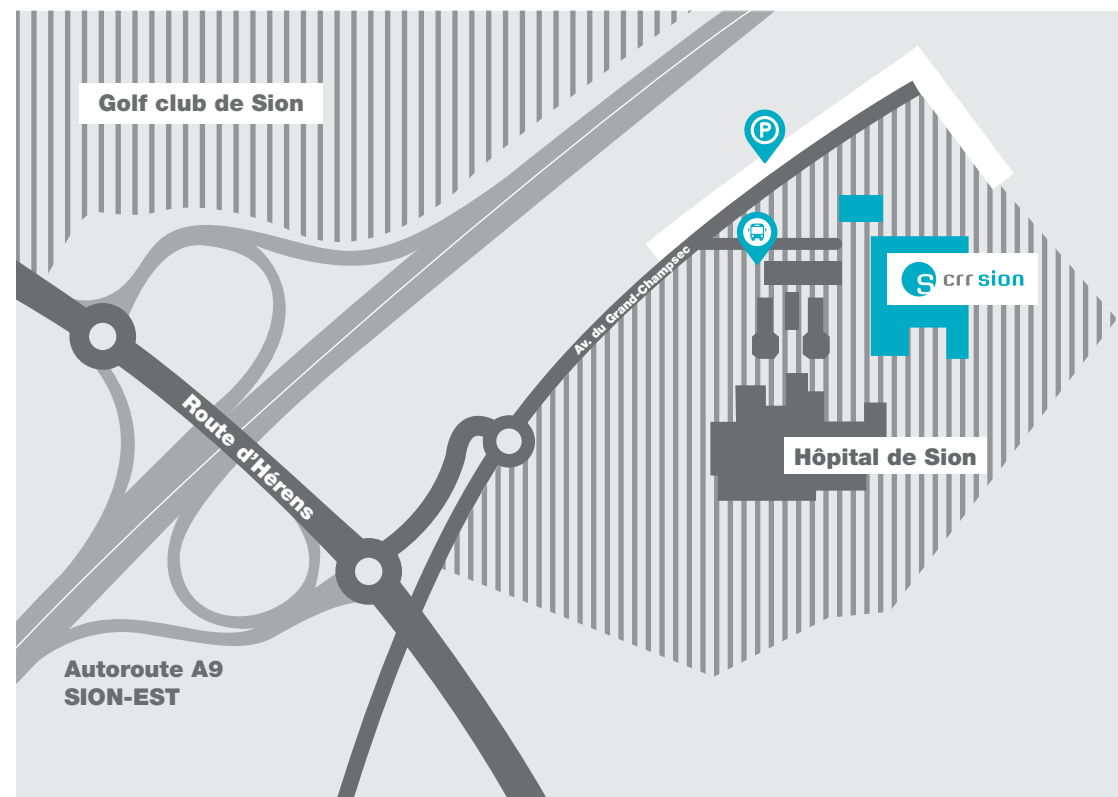 Golf club de Sion
P
Av. du Grand-Champsec
S crr sion
Route d'Hérens
Hôpital de Sion
Autoroute A9
SION-EST